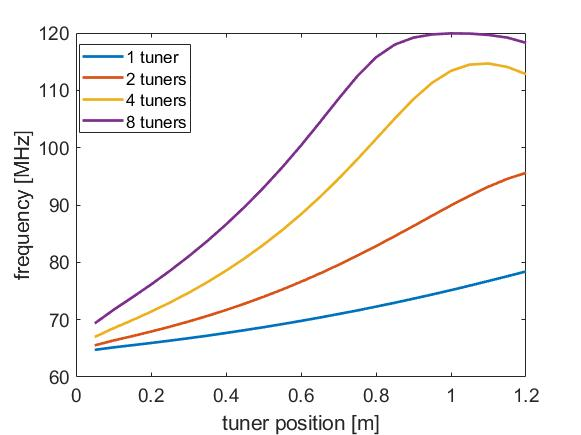 120
110
100
90
80
70
60
frequency [MHz]
1 tuner
2 tuners
4 tuners
8 tuners
0 0.2 0.4 0.6 0.8 1 1.2
tuner position [m]